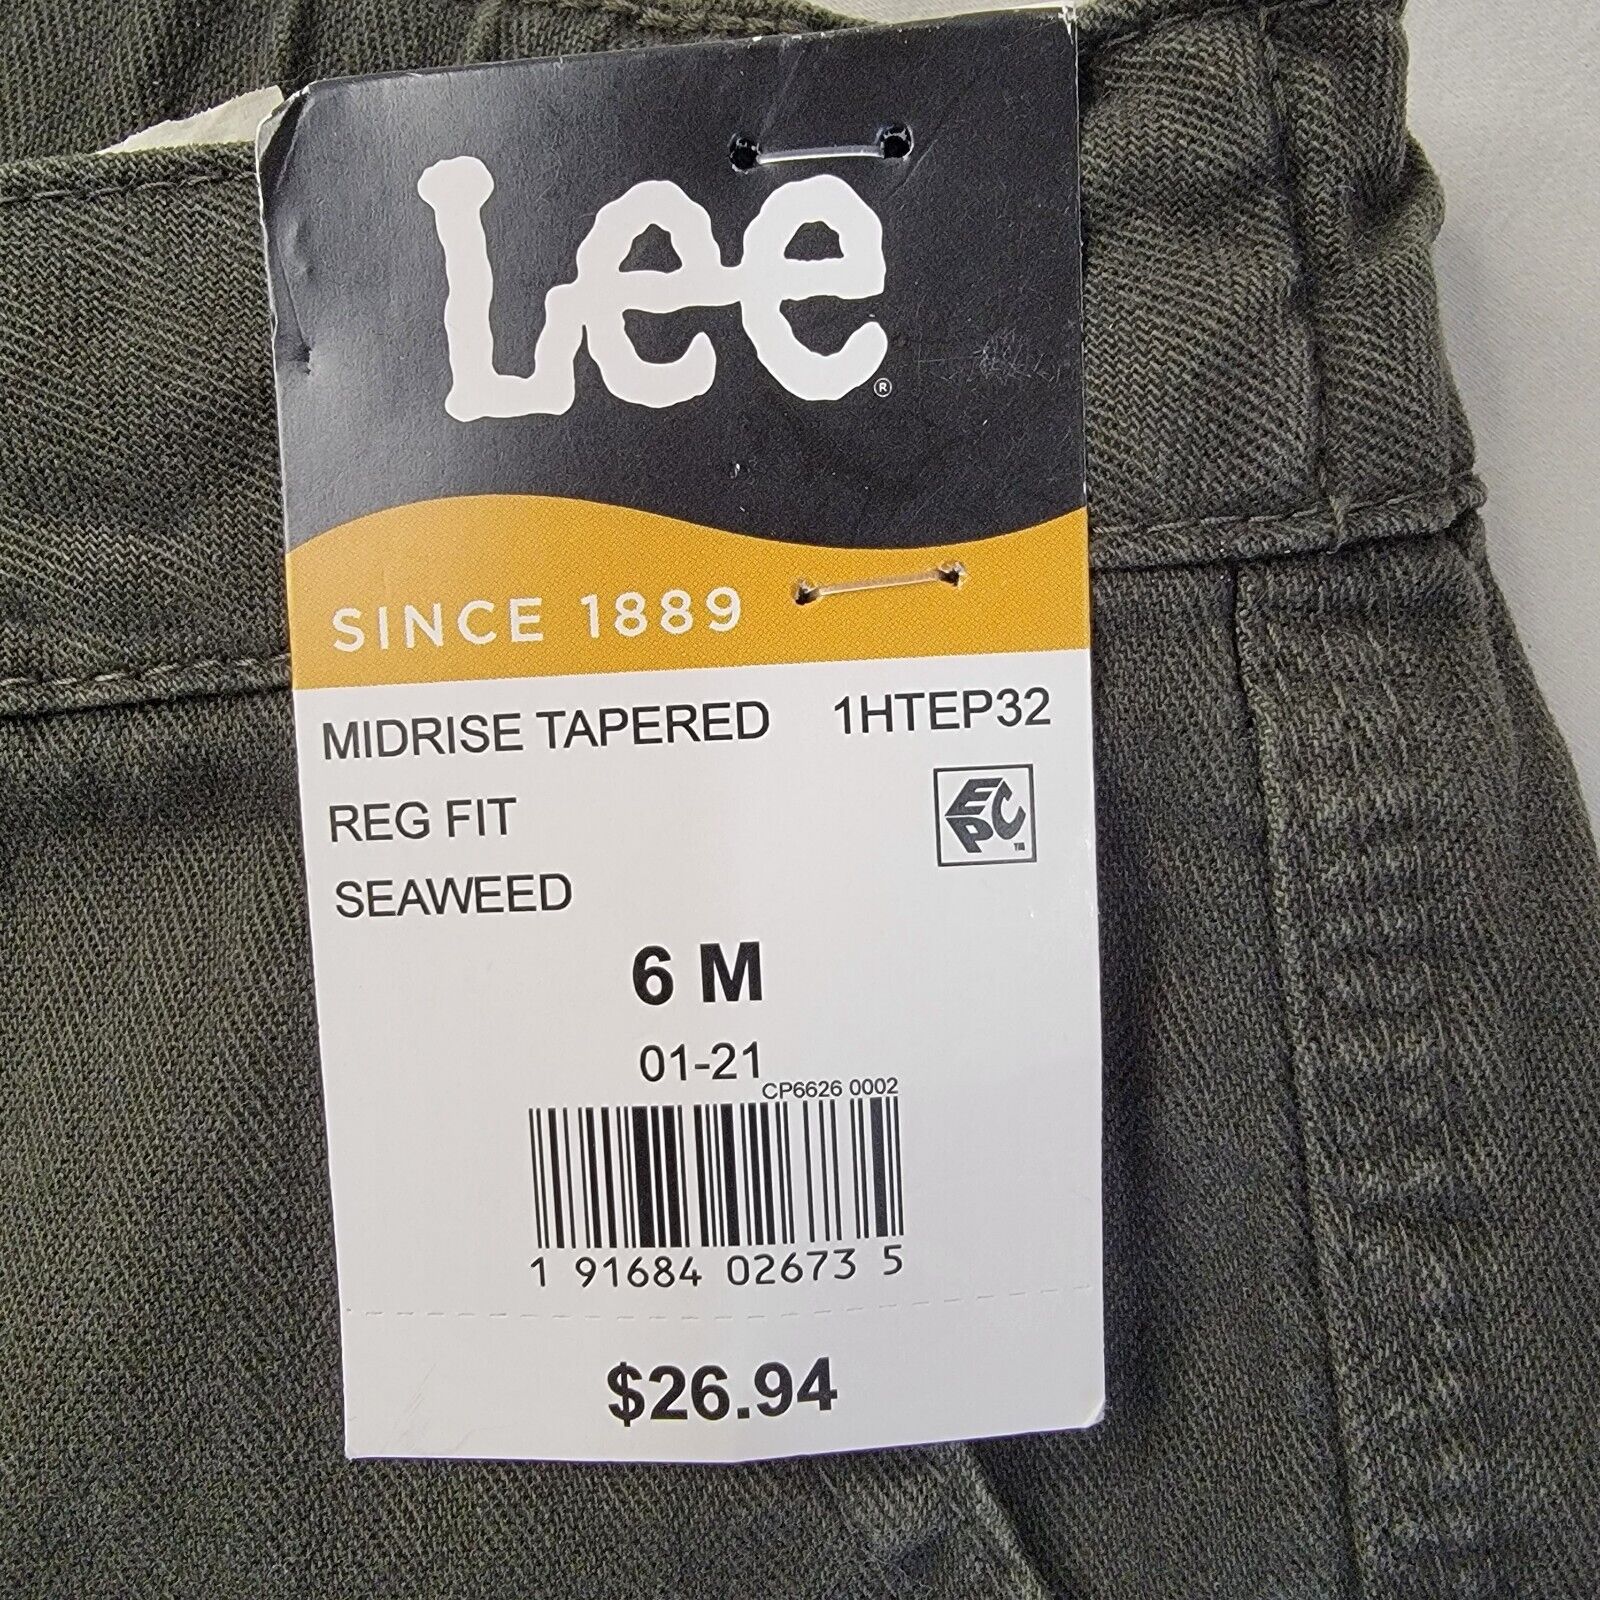 Lee®
SINCE 1889
MIDRISE TAPERED 1HTEP32
REG FIT
EPC™
SEAWEED
6 M
01-21
CP6626 0002
1 91684 02673 5
$26.94